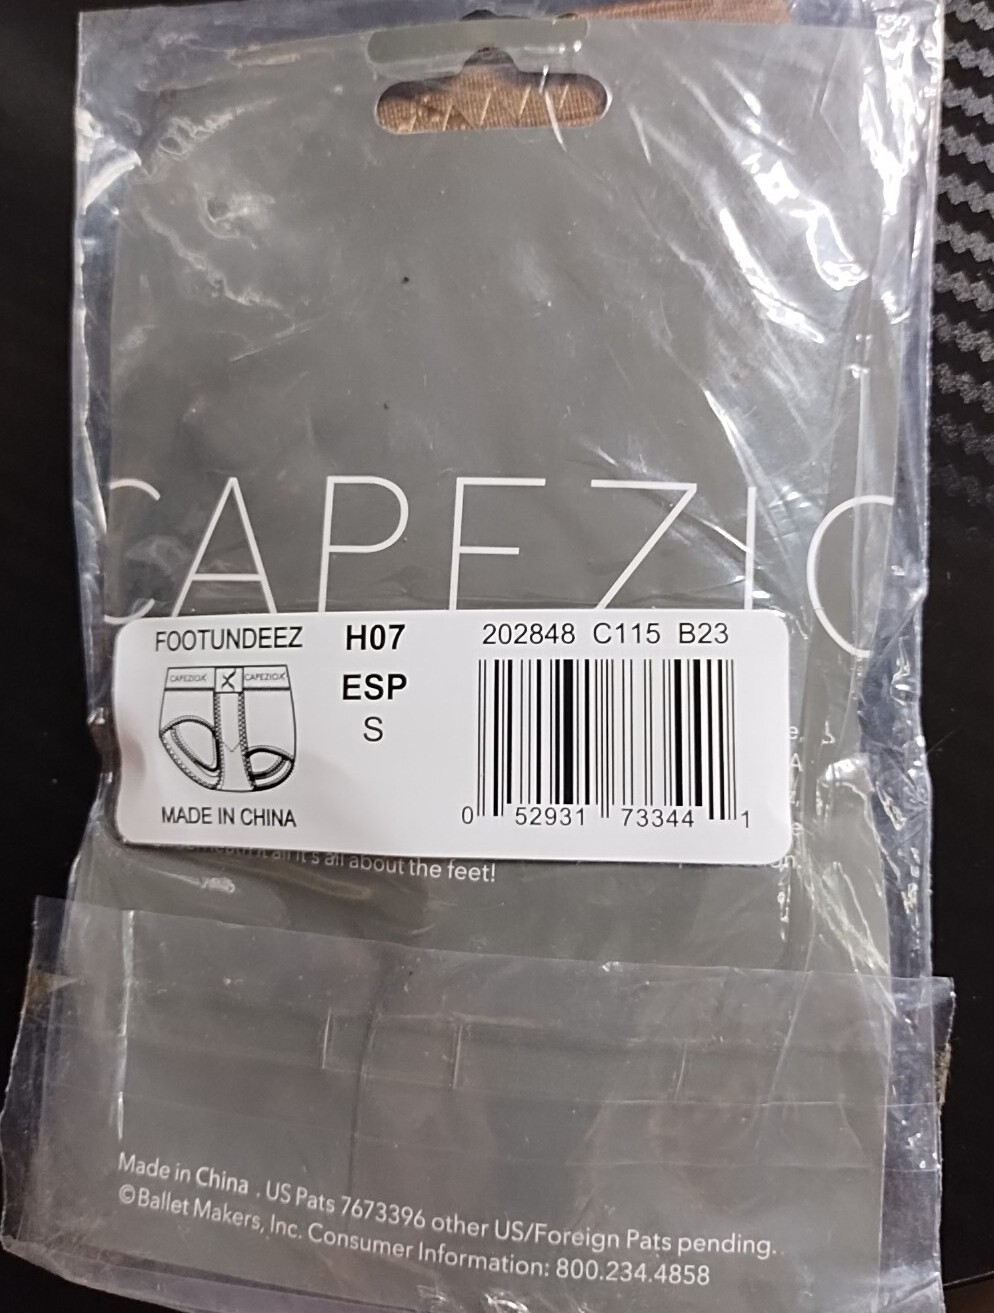 CAPEZIO
FOOTUNDEEZ
H07
202848 C115 B23
CAPEZIO
CAPEZIO
ESP
S
MADE IN CHINA
0 52931 73344 1
it all it's all about the feet!
Made in China . US Pats 7673396 other US/Foreign Pats pending.
©Ballet Makers, Inc. Consumer Information: 800.234.4858